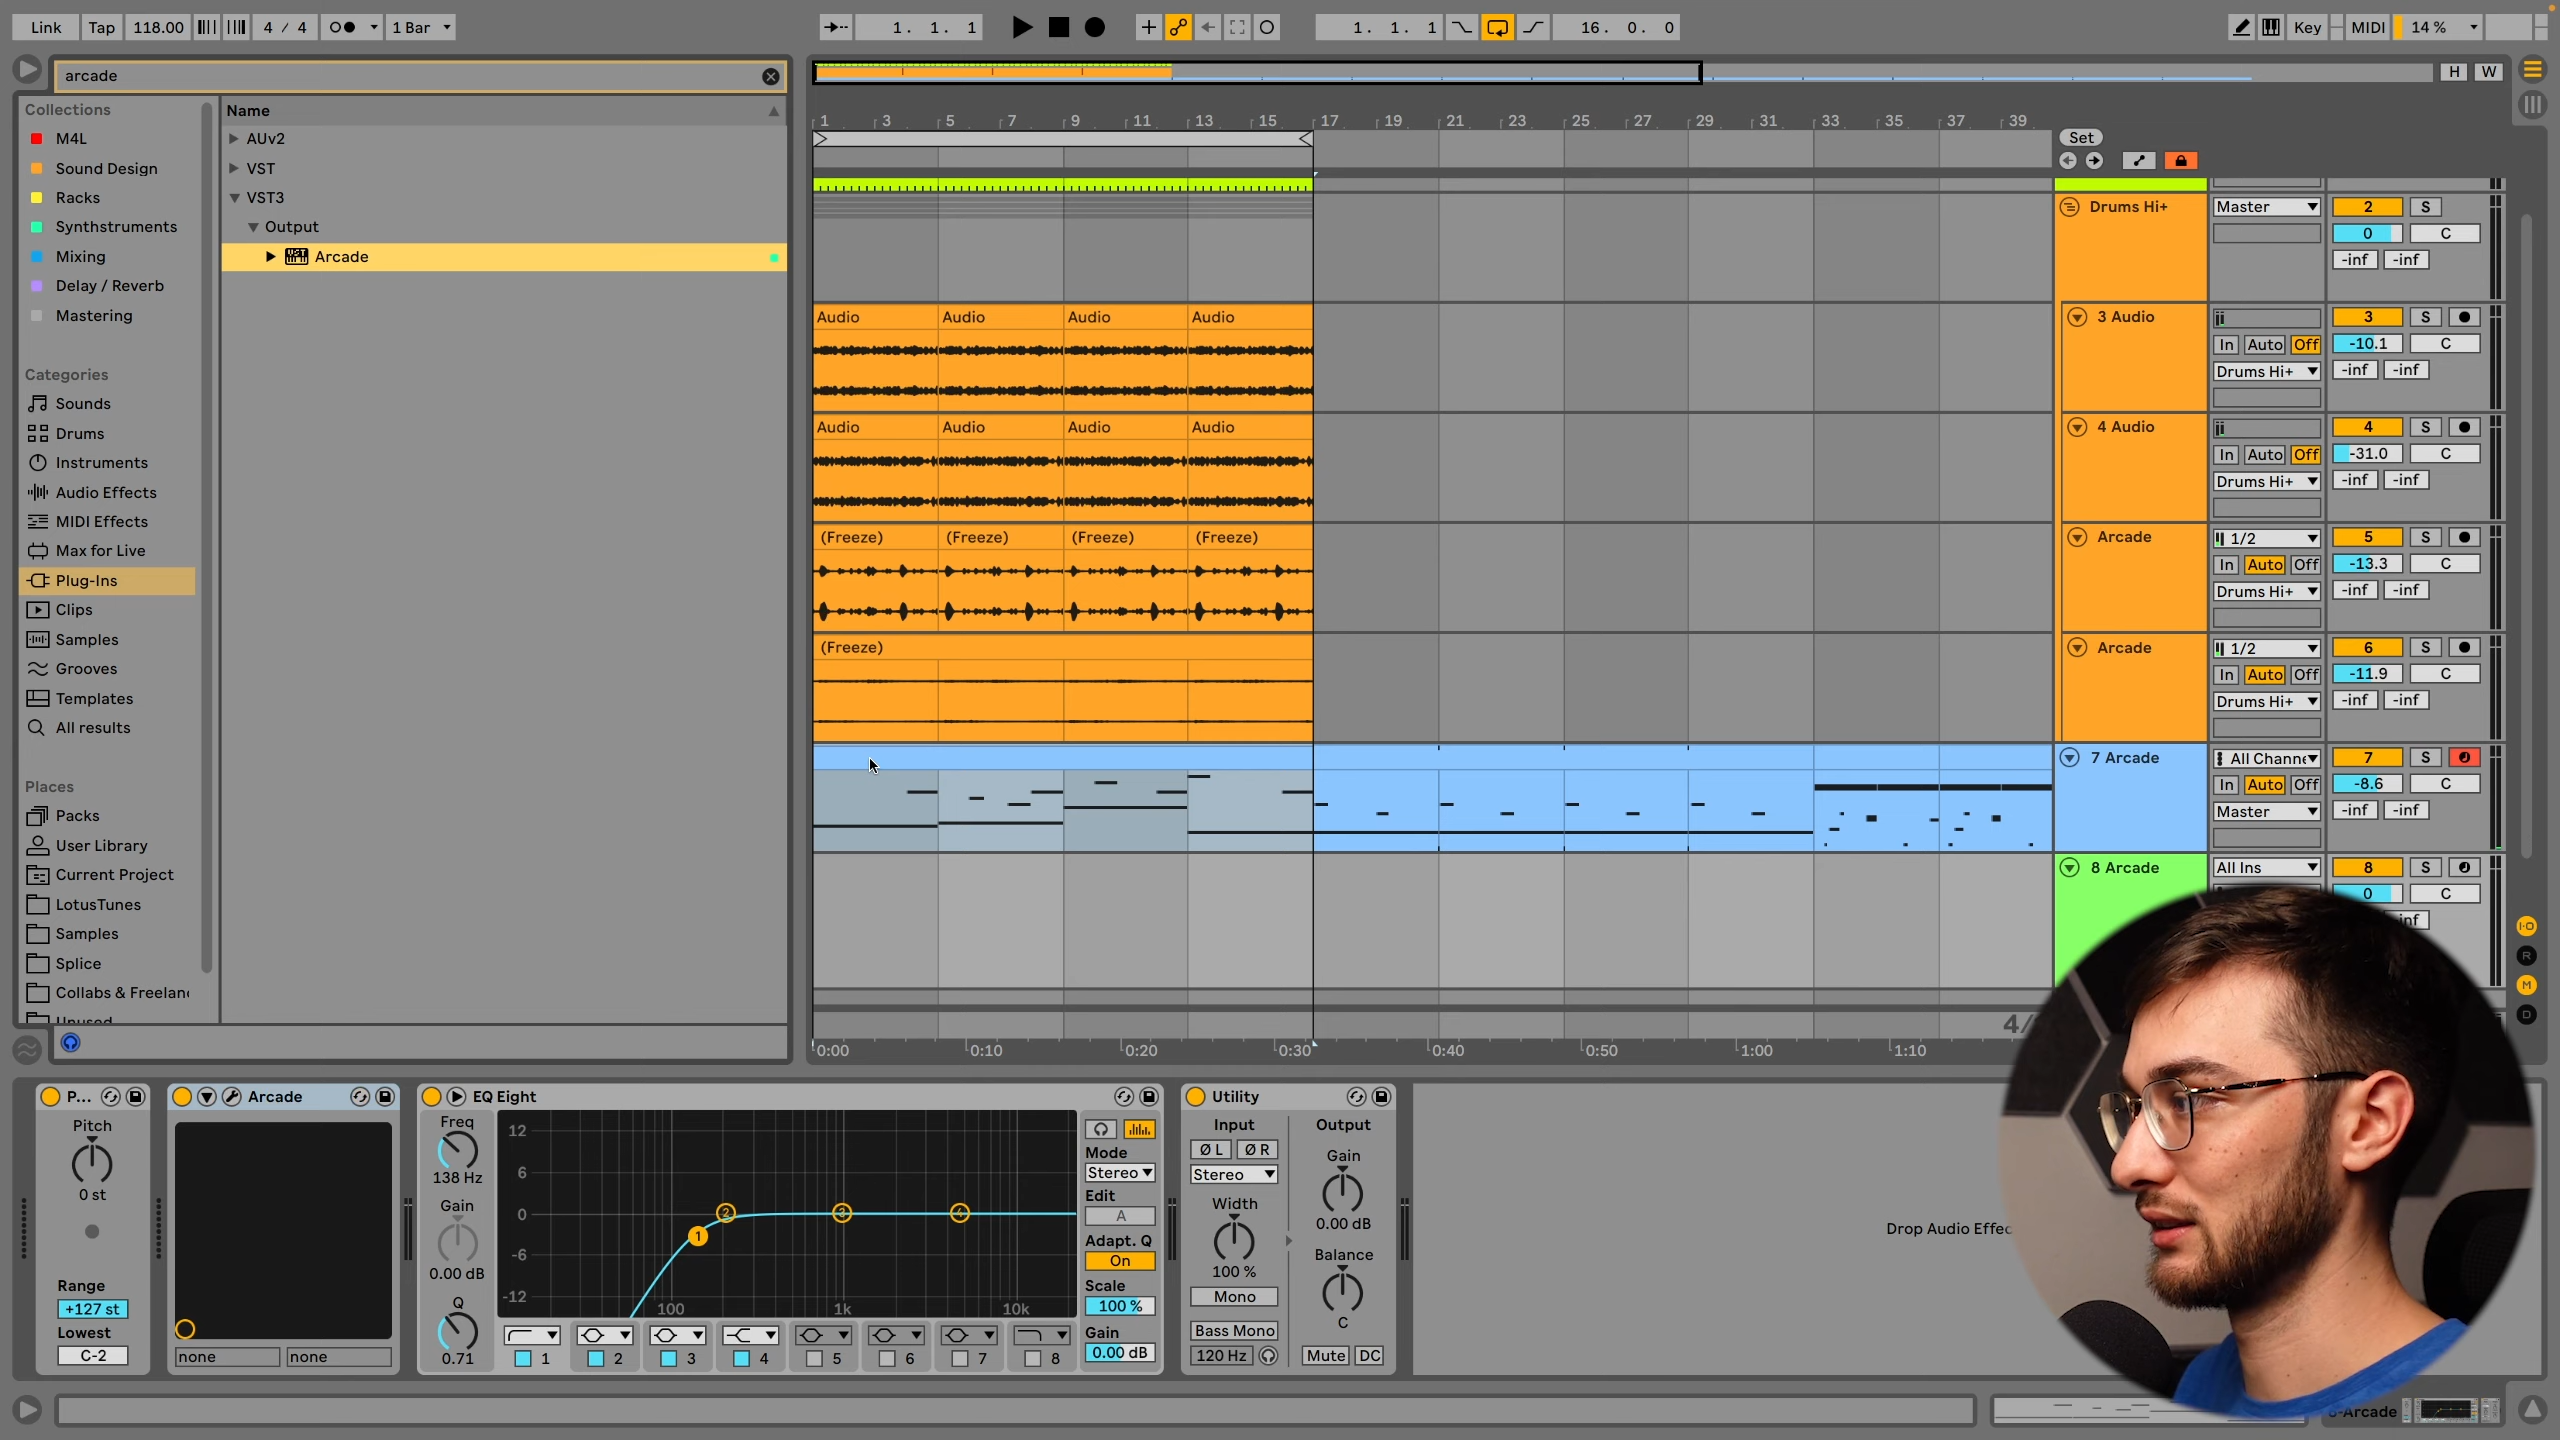 Link Tap 118.00 4 / 4 1 Bar 1. 1. 1 1. 1. 1 16. 0. 0 Key MIDI 14 %
arcade
H W
Collections
Name
M4L
AUv2
Sound Design
VST
Racks
VST3
Synthstruments
Output
Mixing
Arcade
Delay / Reverb
Mastering
Categories
Sounds
Drums
Instruments
Audio Effects
MIDI Effects
Max for Live
Plug-Ins
Clips
Samples
Grooves
Templates
All results
Places
Packs
User Library
Current Project
LotusTunes
Samples
Splice
Collabs & Freelanc
Unused
1 3 5 7 9 11 13 15 17 19 21 23 25 27 29 31 33 35 37 39
Set
Drums Hi+ Master 2 S
0 C
-inf -inf
Audio Audio Audio Audio 3 Audio 3 S
In Auto Off -10.1 C
Drums Hi+ -inf -inf
Audio Audio Audio Audio 4 Audio 4 S
In Auto Off -31.0 C
Drums Hi+ -inf -inf
(Freeze) (Freeze) (Freeze) (Freeze) Arcade 1/2 5 S
In Auto Off -13.3 C
Drums Hi+ -inf -inf
(Freeze) Arcade 1/2 6 S
In Auto Off -11.9 C
Drums Hi+ -inf -inf
7 Arcade All Channe 7 S
In Auto Off -8.6 C
Master -inf -inf
8 Arcade All Ins 8 S
0 C
inf
I·O
R
M
D
4/
0:00 0:10 0:20 0:30 0:40 0:50 1:00 1:10
P... Arcade EQ Eight Utility
Pitch
0 st
Range
+127 st
Lowest
C-2
none none
Freq
138 Hz
Gain
0.00 dB
Q
0.71
12
6
0
-6
-12
1 2 3 4
100 1k 10k
1 2 3 4 5 6 7 8
Mode
Stereo
Edit
A
Adapt. Q
On
Scale
100 %
Gain
0.00 dB
Input Output
Ø L Ø R Gain
Stereo
Width 0.00 dB
Balance
100 %
Mono
C
Bass Mono
120 Hz Mute DC
Drop Audio Effec
8-Arcade